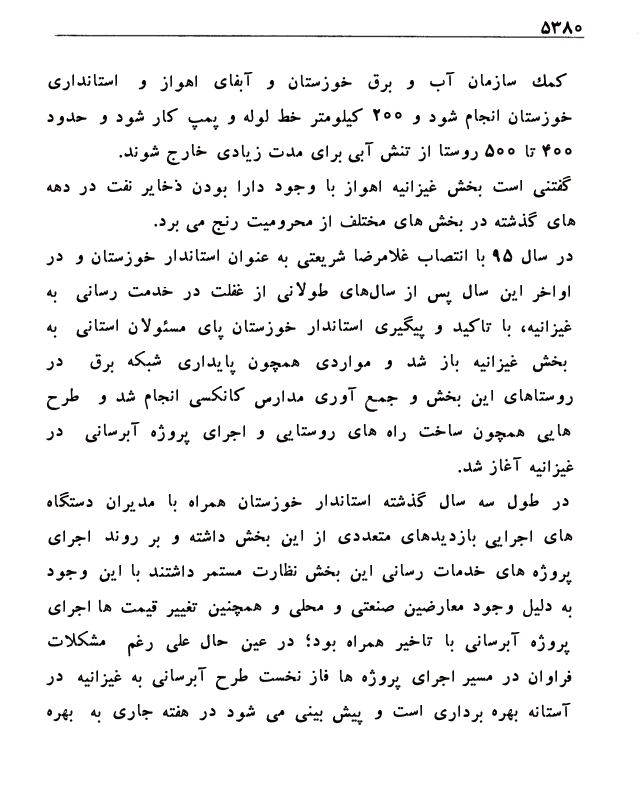 ۵۳۸۰
کمك سازمان آب و برق خوزستان و آبفای اهواز و استانداری
خوزستان انجام شود و ۲۰۰ کیلومتر خط لوله و پمپ کار شود و حدود
۴۰۰ تا ۵۰۰ روستا از تنش آبی برای مدت زیادی خارج شوند.
گفتنی است بخش غیزانیه اهواز با وجود دارا بودن ذخایر نفت در دهه
های گذشته در بخش های مختلف از محرومیت رنج می برد.
در سال ۹۵ با انتصاب غلامرضا شریعتی به عنوان استاندار خوزستان و در
اواخر این سال پس از سال‌های طولانی از غفلت در خدمت رسانی به
غیزانیه، با تاکید و پیگیری استاندار خوزستان پای مسئولان استانی به
بخش غیزانیه باز شد و مواردی همچون پایداری شبکه برق در
روستاهای این بخش و جمع آوری مدارس کانکسی انجام شد و طرح
هایی همچون ساخت راه های روستایی و اجرای پروژه آبرسانی در
غیزانیه آغاز شد.
در طول سه سال گذشته استاندار خوزستان همراه با مدیران دستگاه
های اجرایی بازدیدهای متعددی از این بخش داشته و بر روند اجرای
پروژه های خدمات رسانی این بخش نظارت مستمر داشتند با این وجود
به دلیل وجود معارضین صنعتی و محلی و همچنین تغییر قیمت ها اجرای
پروژه آبرسانی با تاخیر همراه بود؛ در عین حال علی رغم مشکلات
فراوان در مسیر اجرای پروژه ها فاز نخست طرح آبرسانی به غیزانیه در
آستانه بهره برداری است و پیش بینی می شود در هفته جاری به بهره